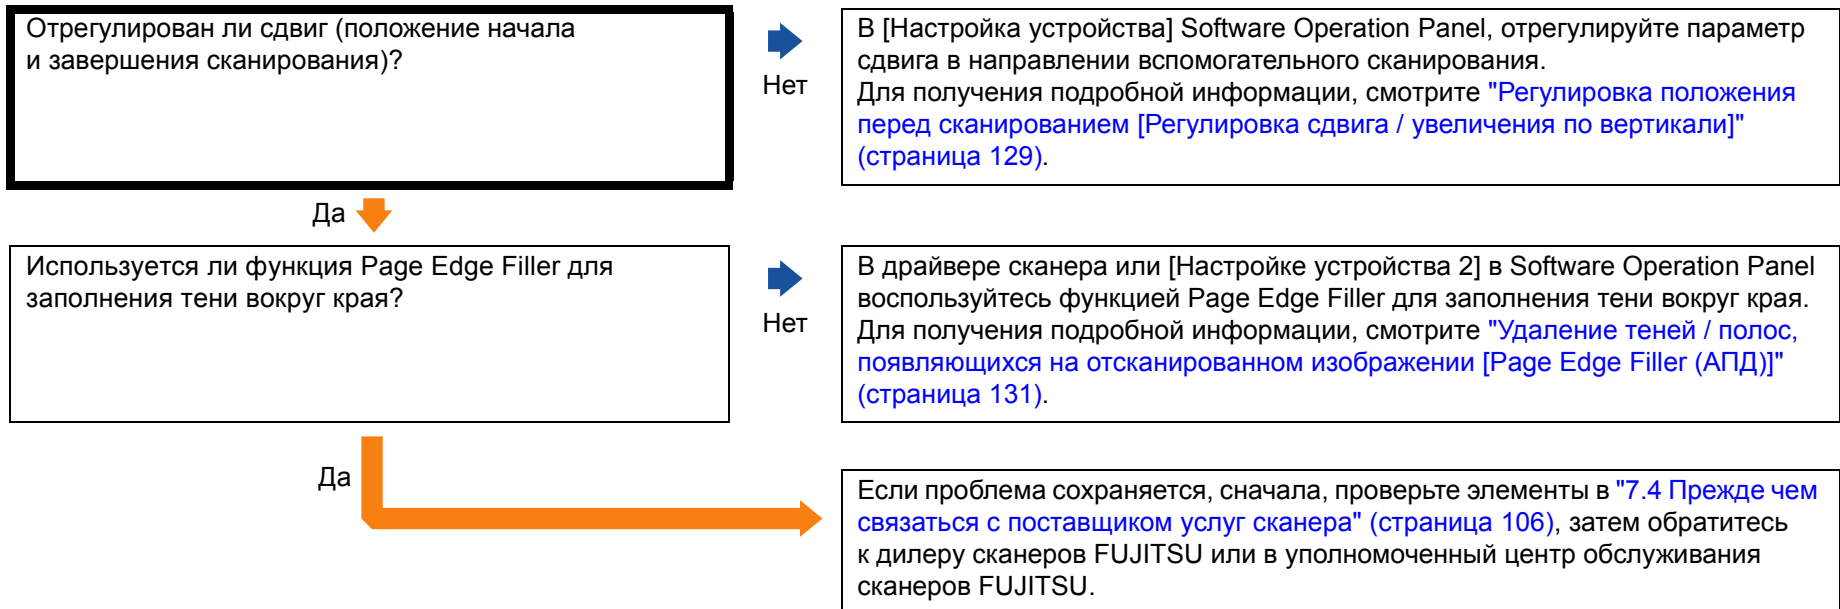 Отрегулирован ли сдвиг (положение начала
и завершения сканирования)?
Нет
В [Настройка устройства] Software Operation Panel, отрегулируйте параметр
сдвига в направлении вспомогательного сканирования.
Для получения подробной информации, смотрите "Регулировка положения
перед сканированием [Регулировка сдвига / увеличения по вертикали]"
(страница 129).
Да
Используется ли функция Page Edge Filler для
заполнения тени вокруг края?
Нет
В драйвере сканера или [Настройке устройства 2] в Software Operation Panel
воспользуйтесь функцией Page Edge Filler для заполнения тени вокруг края.
Для получения подробной информации, смотрите "Удаление теней / полос,
появляющихся на отсканированном изображении [Page Edge Filler (АПД)]"
(страница 131).
Да
Если проблема сохраняется, сначала, проверьте элементы в "7.4 Прежде чем
связаться с поставщиком услуг сканера" (страница 106), затем обратитесь
к дилеру сканеров FUJITSU или в уполномоченный центр обслуживания
сканеров FUJITSU.